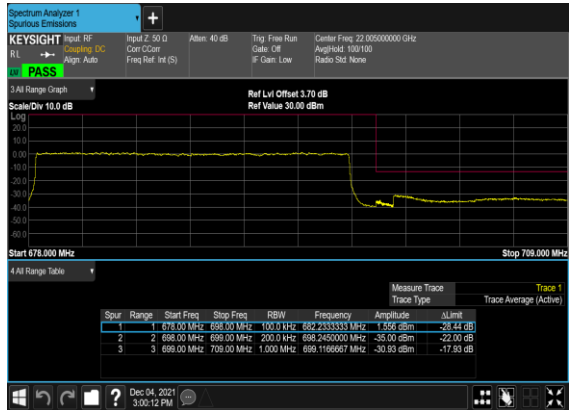 Spectrum Analyzer 1
Spurious Emissions
+
KEYSIGHT Input: RF Input Z: 50 Ω Atten: 40 dB Trig: Free Run Center Freq: 22.005000000 GHz
RL Coupling: DC Corr CCorr Gate: Off Avg|Hold: 100/100
Align: Auto Freq Ref: Int (S) IF Gain: Low Radio Std: None
PASS
3 All Range Graph
Ref Lvl Offset 3.70 dB
Scale/Div 10.0 dB Ref Value 30.00 dBm
Log
20.0
10.0
0.00
-10.0
-20.0
-30.0
-40.0
-50.0
-60.0
Start 678.000 MHz Stop 709.000 MHz
4 All Range Table
Measure Trace Trace 1
Trace Type Trace Average (Active)
Spur Range Start Freq Stop Freq RBW Frequency Amplitude ΔLimit
1 1 678.00 MHz 698.00 MHz 100.0 kHz 682.2333333 MHz 1.556 dBm -28.44 dB
2 2 698.00 MHz 699.00 MHz 200.0 kHz 698.2450000 MHz -35.00 dBm -22.00 dB
3 3 699.00 MHz 709.00 MHz 1.000 MHz 699.1166667 MHz -30.93 dBm -17.93 dB
? Dec 04, 2021
3:00:12 PM